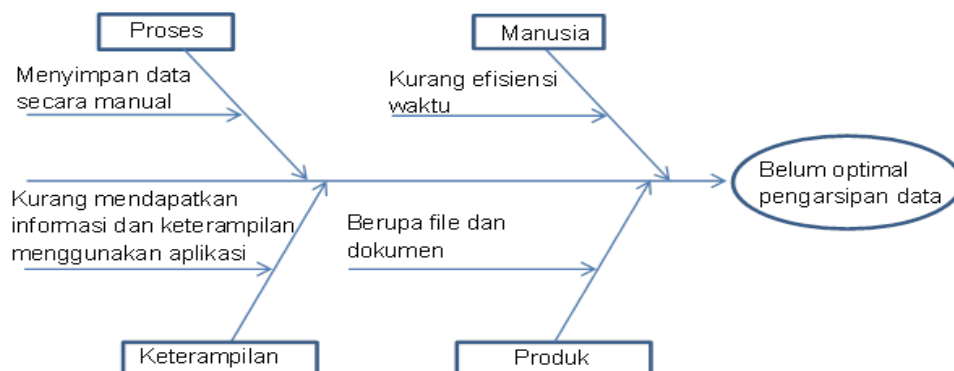 Proses
Manusia
Menyimpan data
secara manual
Kurang efisiensi
waktu
Belum optimal
pengarsipan data
Kurang mendapatkan
informasi dan keterampilan
menggunakan aplikasi
Berupa file dan
dokumen
Keterampilan
Produk